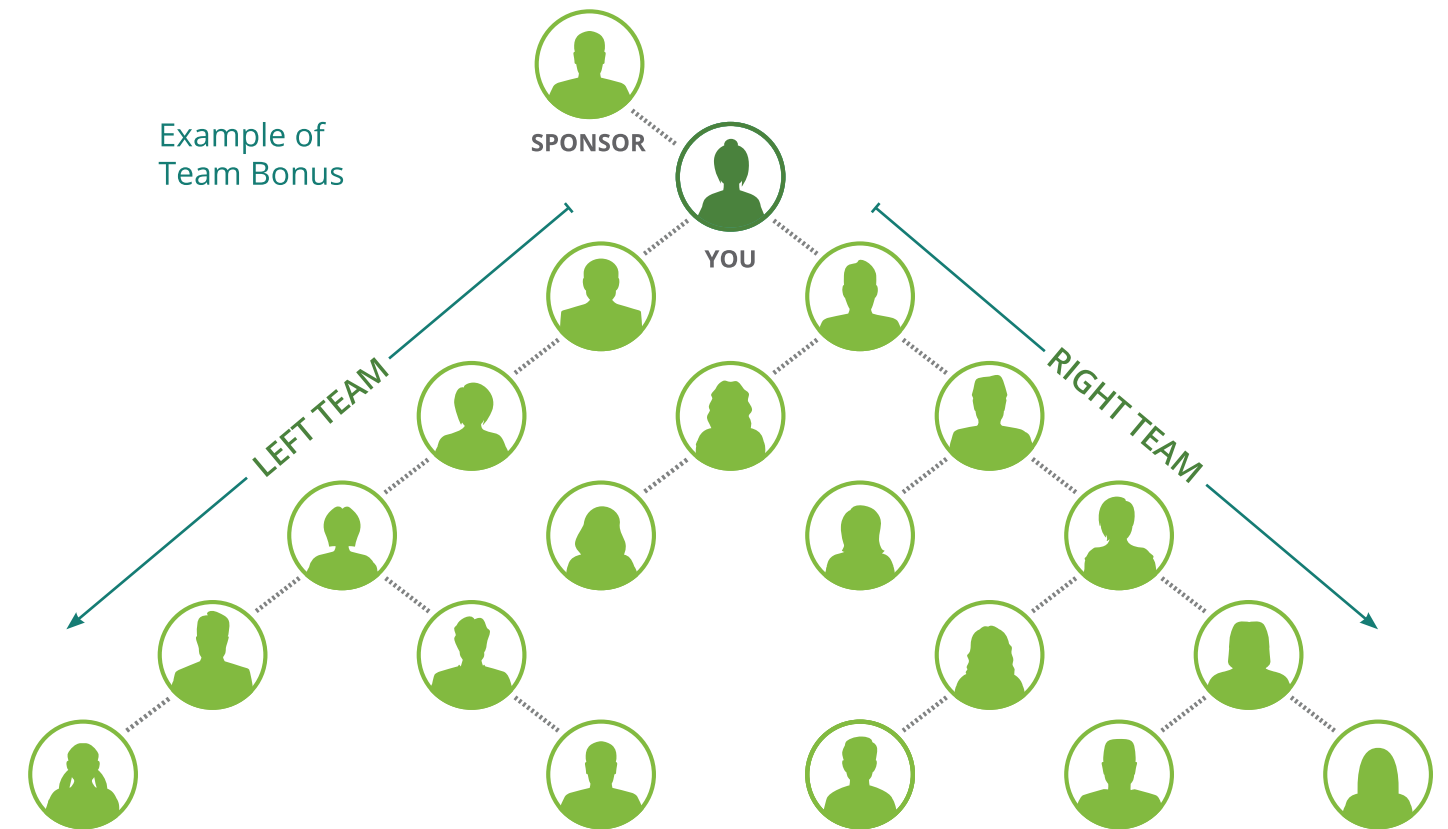 Example of
Team Bonus
SPONSOR
YOU
LEFT TEAM
RIGHT TEAM